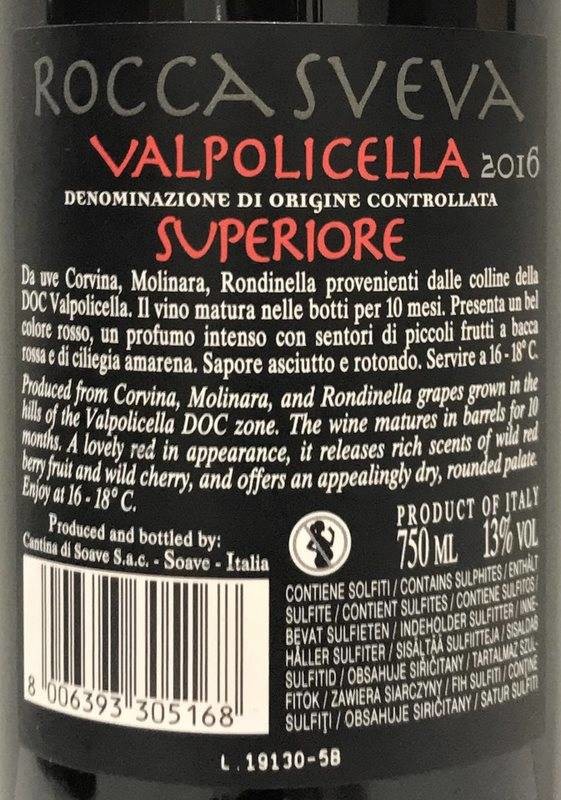 ROCCA SVEVA
VALPOLICELLA 2016
DENOMINAZIONE DI ORIGINE CONTROLLATA
SUPERIORE
Da uve Corvina, Molinara, Rondinella provenienti dalle colline della
DOC Valpolicella. Il vino matura nelle botti per 10 mesi. Presenta un bel
colore rosso, un profumo intenso con sentori di piccoli frutti a bacca
rossa e di ciliegia amarena. Sapore asciutto e rotondo. Servire a 16 - 18° C.
Produced from Corvina, Molinara, and Rondinella grapes grown in the
hills of the Valpolicella DOC zone. The wine matures in barrels for 10
months. A lovely red in appearance, it releases rich scents of wild red
berry fruit and wild cherry, and offers an appealingly dry, rounded palate.
Enjoy at 16 - 18° C.
Produced and bottled by:
Cantina di Soave S.a.c. - Soave - Italia
8 006393 305168
PRODUCT OF ITALY
750 ML 13% VOL
CONTIENE SOLFITI / CONTAINS SULPHITES / ENTHÄLT
SULFITE / CONTIENT SULFITES / CONTIENE SULFITOS /
BEVAT SULFIETEN / INDEHOLDER SULFITTER / INNE-
HÅLLER SULFITER / SISÄLTÄÄ SULFIITTEJA / SISALDAB
SULFITID / OBSAHUJE SIŘIČITANY / TARTALMAZ SZUL-
FITOK / ZAWIERA SIARCZYNY / FIH SULFITI / CONŢINE
SULFIŢI / OBSAHUJE SIRIČITANY / SATUR SULFĪTI
L.19130-58